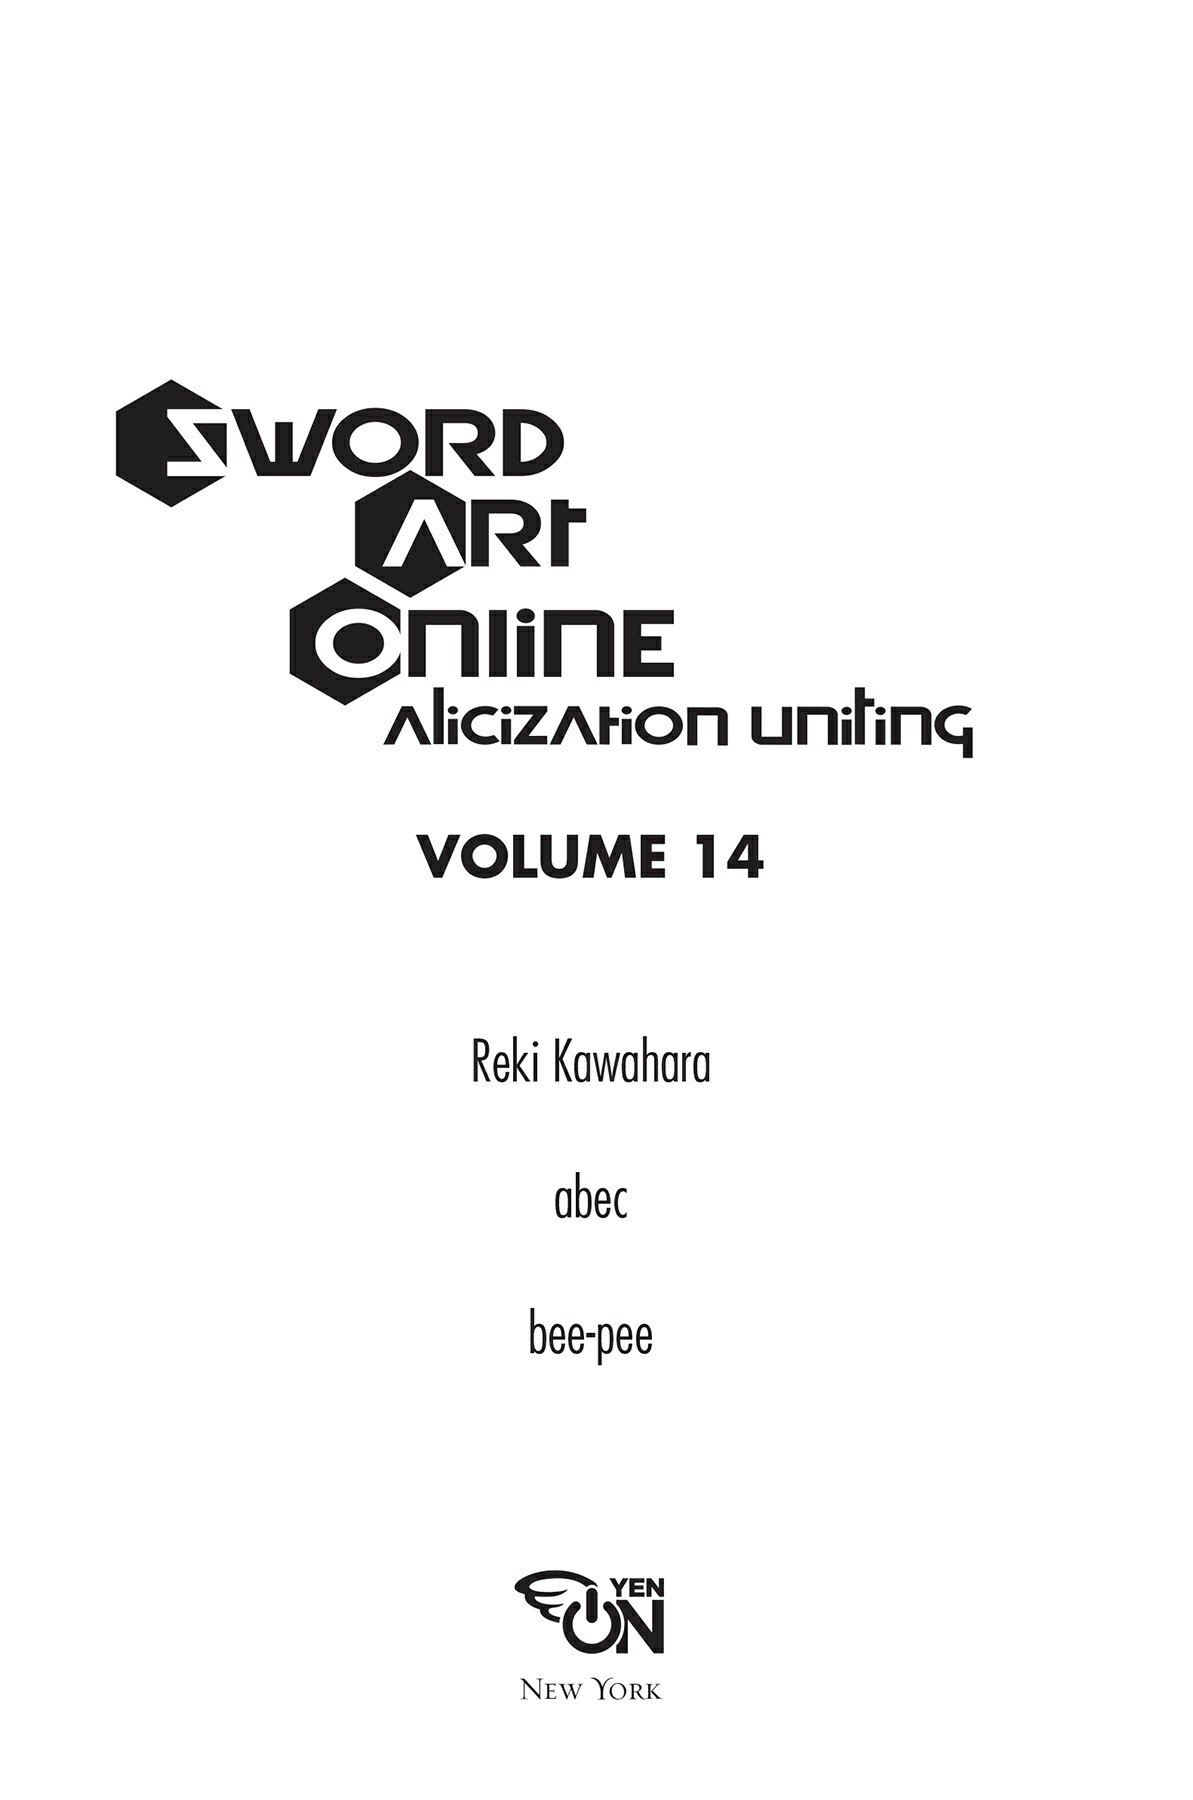 SWORD
ART
ONLINE
ALICIZATION UNITING
VOLUME 14
Reki Kawahara
abec
bee-pee
YEN
ON
NEW YORK